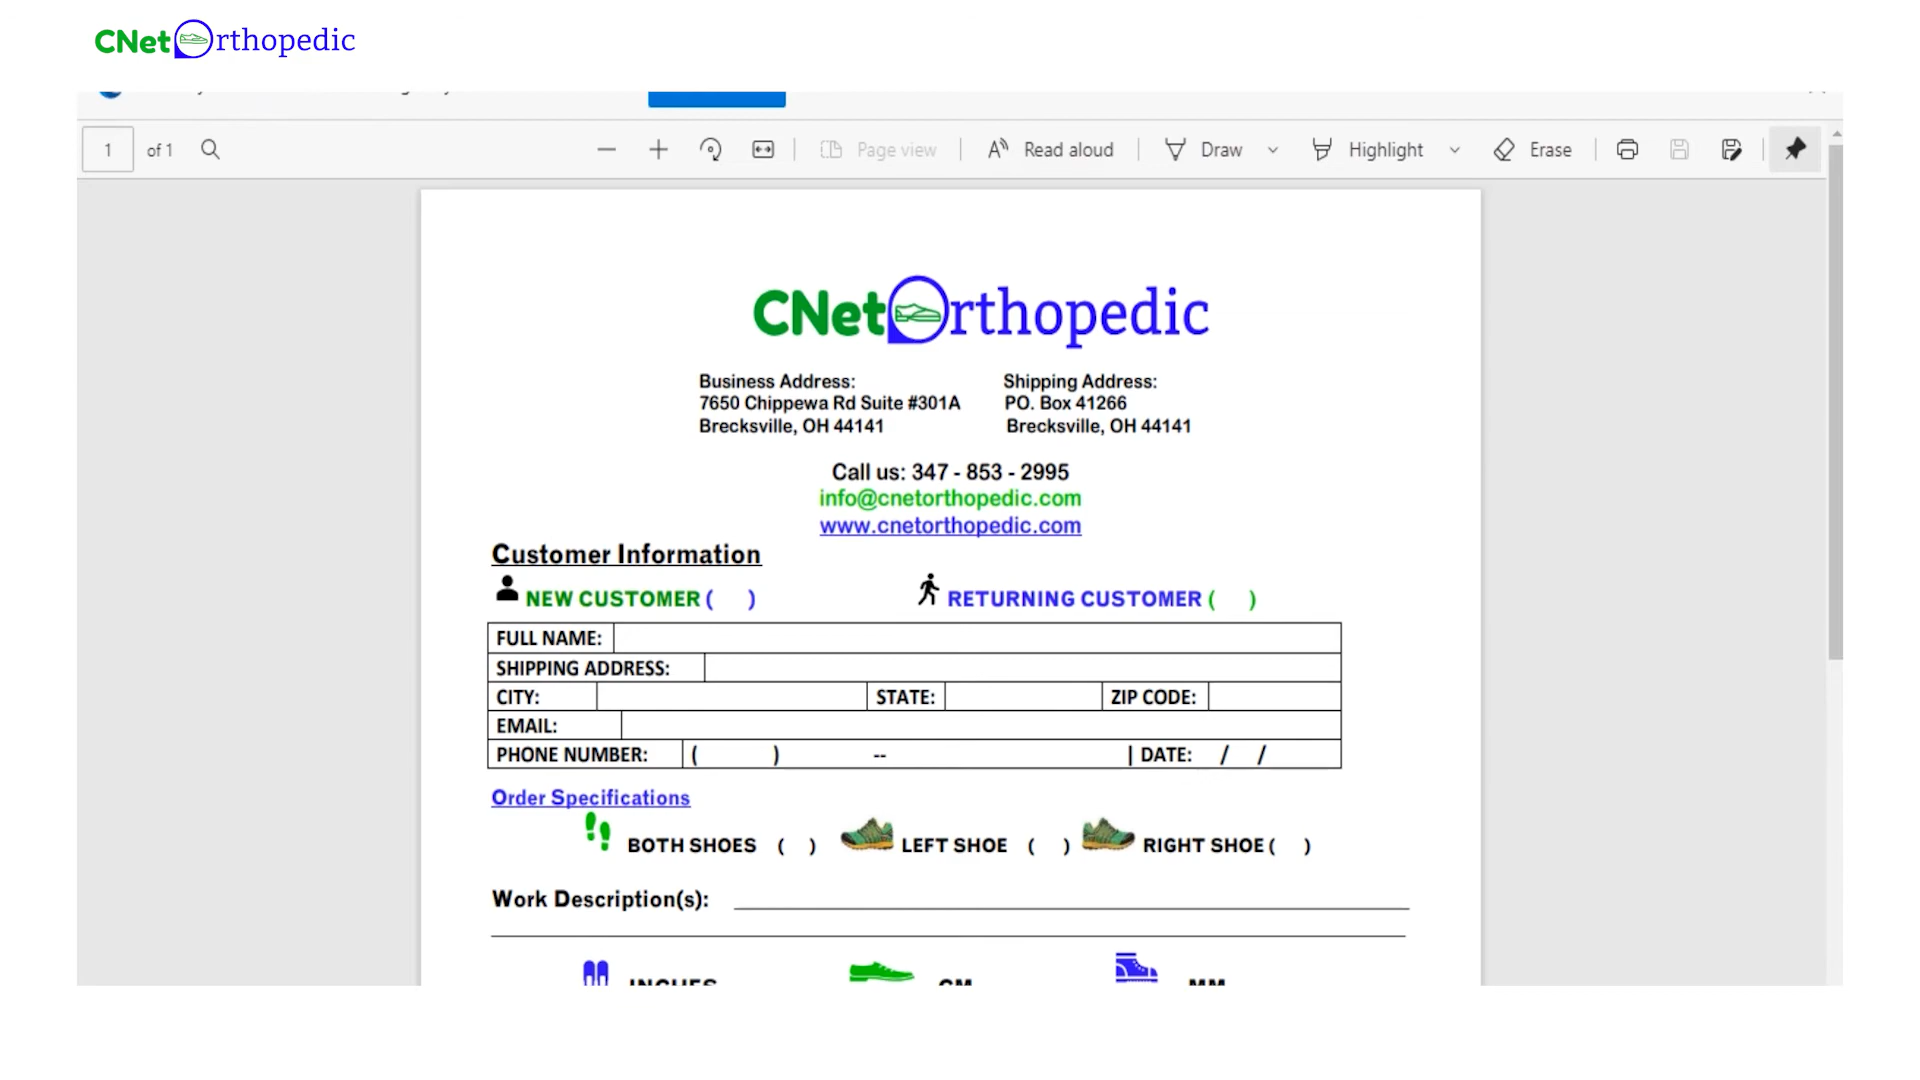 CNetOrthopedic
1 of 1 Page view Read aloud Draw Highlight Erase
CNetOrthopedic
Business Address: Shipping Address:
7650 Chippewa Rd Suite #301A PO. Box 41266
Brecksville, OH 44141 Brecksville, OH 44141
Call us: 347 - 853 - 2995
info@cnetorthopedic.com
www.cnetorthopedic.com
Customer Information
NEW CUSTOMER ( ) RETURNING CUSTOMER ( )
FULL NAME:
SHIPPING ADDRESS:
CITY: STATE: ZIP CODE:
EMAIL:
PHONE NUMBER: ( ) -- | DATE: / /
Order Specifications
BOTH SHOES ( ) LEFT SHOE ( ) RIGHT SHOE ( )
Work Description(s):
INCHES CM MM